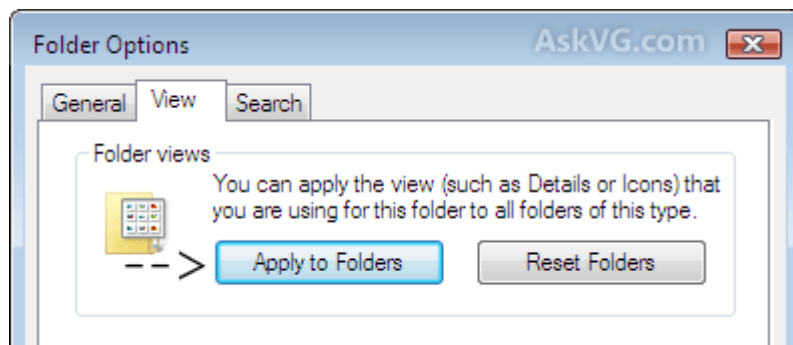 Folder Options
AskVG.com
General View Search
Folder views
You can apply the view (such as Details or Icons) that
you are using for this folder to all folders of this type.
-->
Apply to Folders Reset Folders